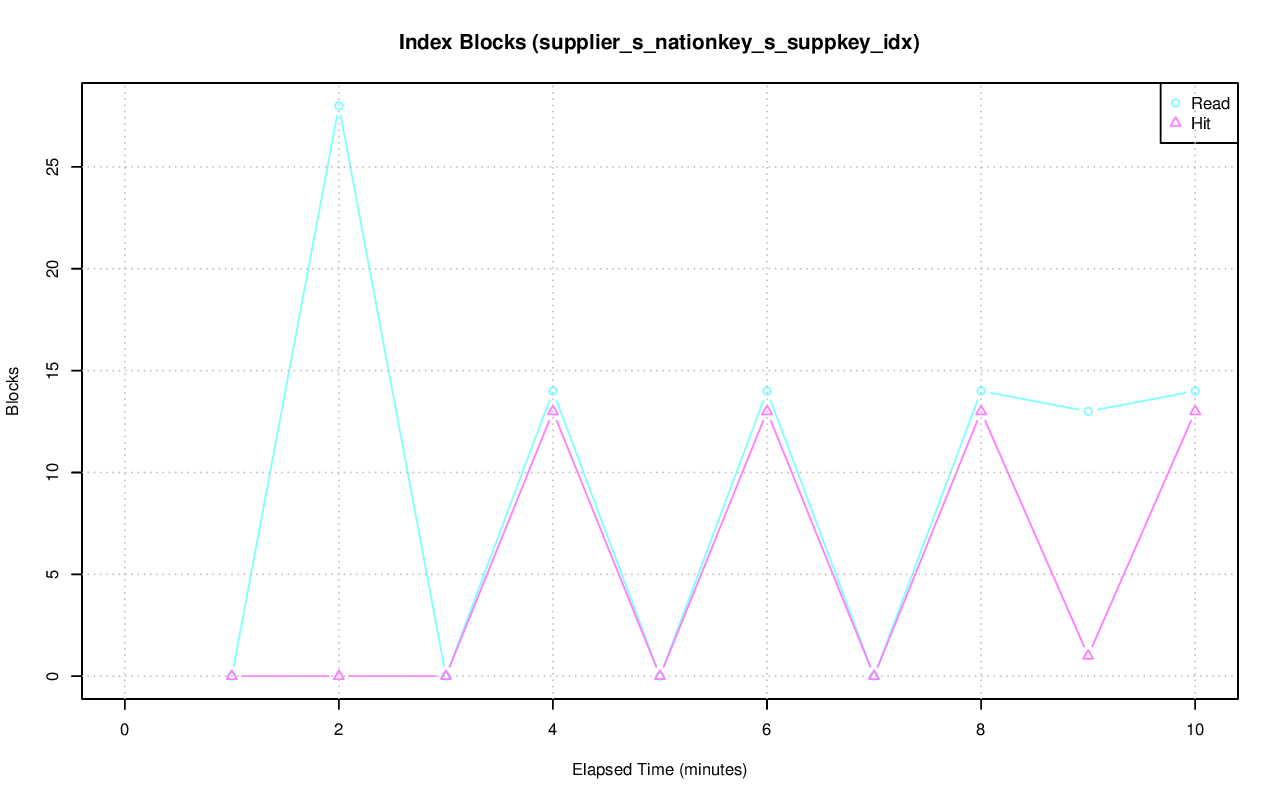 Index Blocks (supplier_s_nationkey_s_suppkey_idx)
Read
Hit
Blocks
25
20
15
10
5
0
0 2 4 6 8 10
Elapsed Time (minutes)